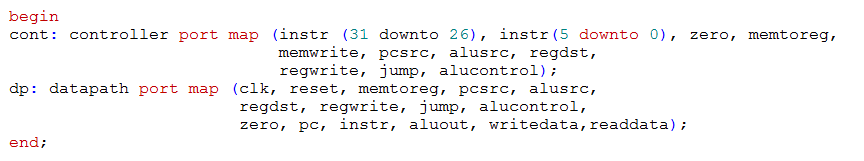 begin
cont: controller port map (instr (31 downto 26), instr(5 downto 0), zero, memtoreg,
memwrite, pcsrc, alusrc, regdst,
regwrite, jump, alucontrol);
dp: datapath port map (clk, reset, memtoreg, pcsrc, alusrc,
regdst, regwrite, jump, alucontrol,
zero, pc, instr, aluout, writedata,readdata);
end;